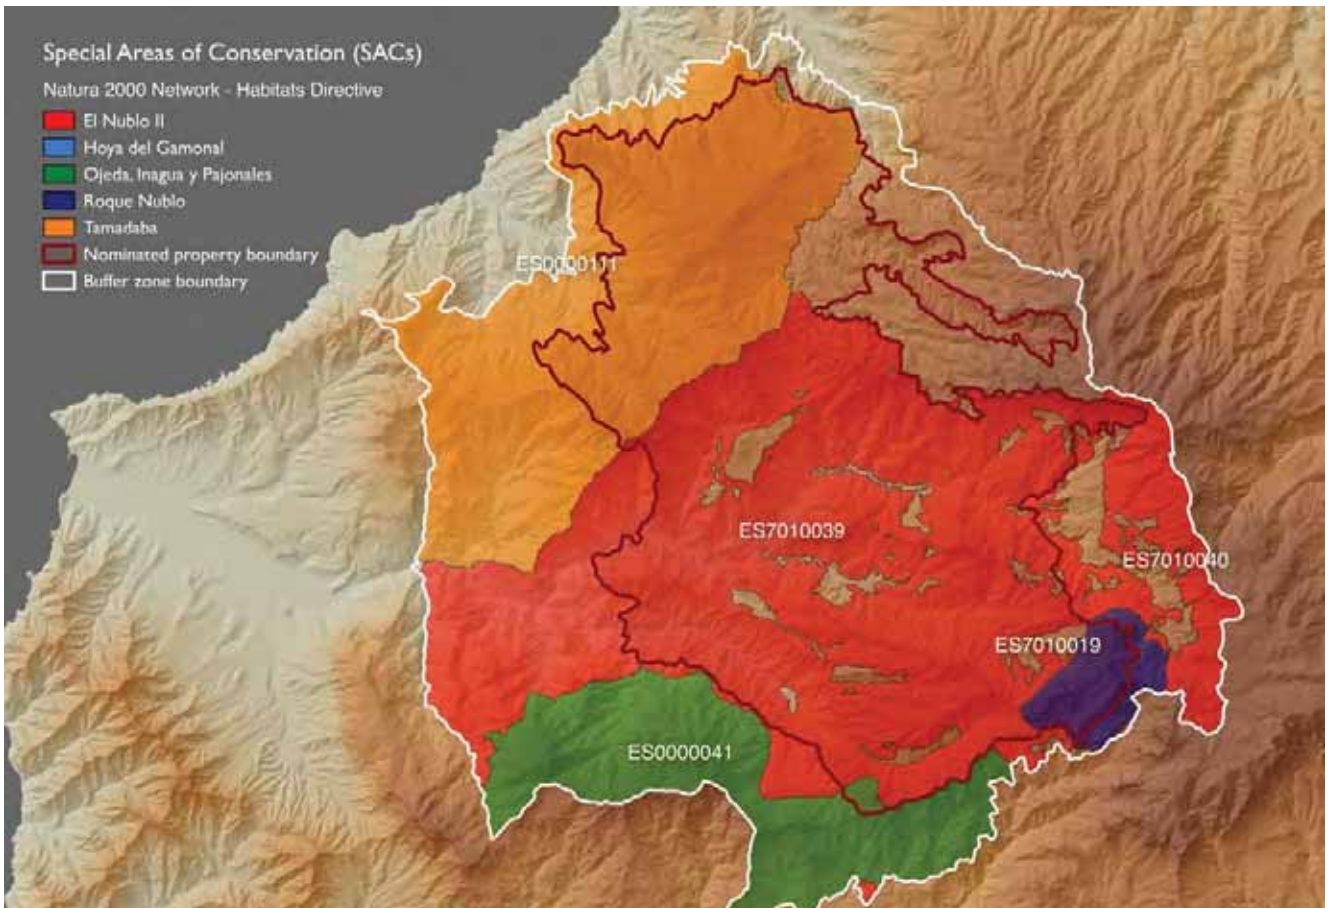 Special Areas of Conservation (SACs)
Natura 2000 Network - Habitats Directive
El Nublo II
Hoya del Gamonal
Ojeda, Inagua y Pajonales
Roque Nublo
Tamadaba
Nominated property boundary
Buffer zone boundary
ES0000111
ES7010039
ES7010040
ES7010019
ES0000041